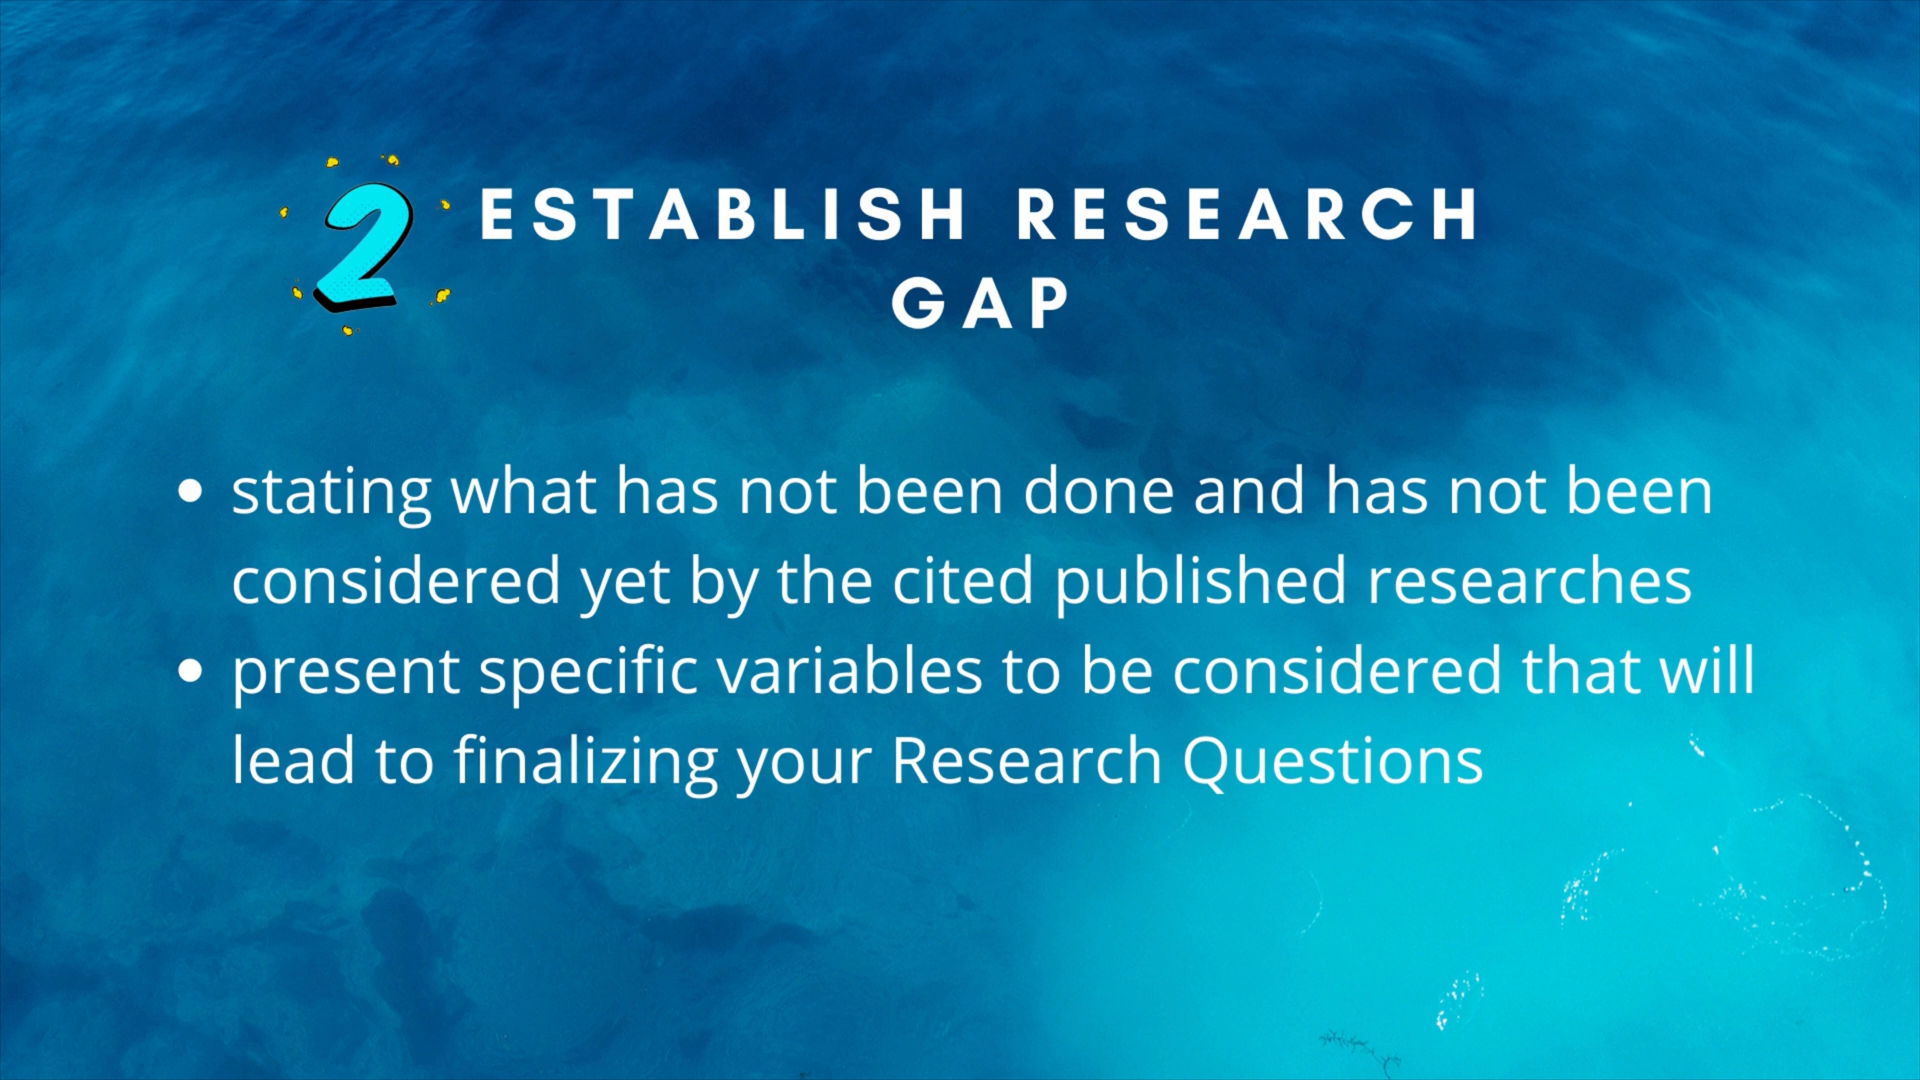 2 ESTABLISH RESEARCH
GAP
• stating what has not been done and has not been
considered yet by the cited published researches
• present specific variables to be considered that will
lead to finalizing your Research Questions